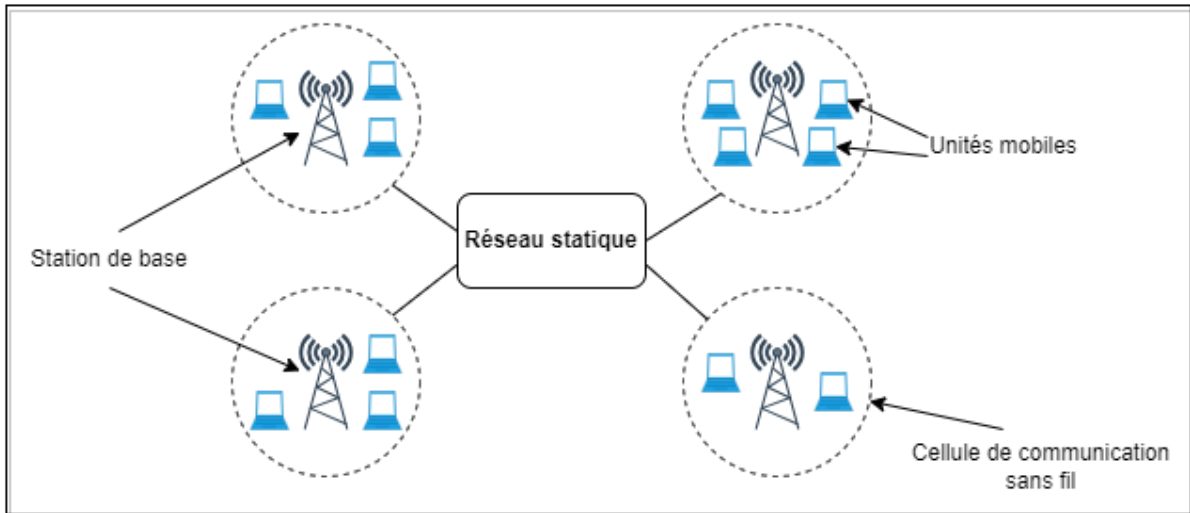 Unités mobiles
Réseau statique
Station de base
Cellule de communication
sans fil